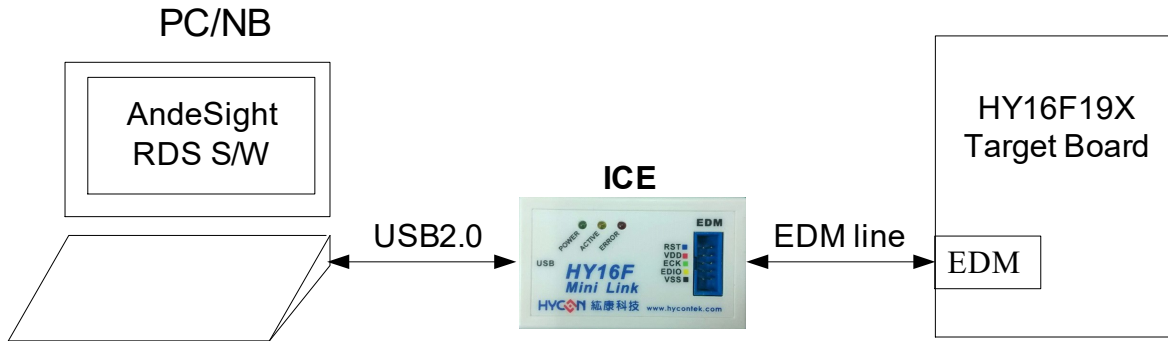 PC/NB
AndeSight
RDS S/W
USB2.0
ICE
POWER
ACTIVE
ERROR
EDM
USB
RST
VDD
ECK
EDIO
VSS
HY16F
Mini Link
HYCON 紘康科技 www.hycontek.com
EDM line
HY16F19X
Target Board
EDM